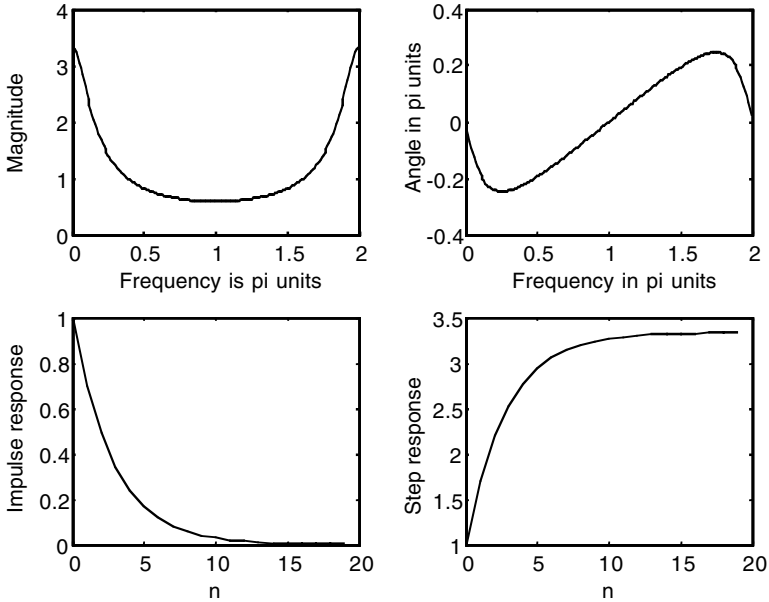 4
3
2
1
0
Magnitude
0 0.5 1 1.5 2
Frequency is pi units
0.4
0.2
0
-0.2
-0.4
Angle in pi units
0 0.5 1 1.5 2
Frequency in pi units
1
0.8
0.6
0.4
0.2
0
Impulse response
0 5 10 15 20
n
3.5
3
2.5
2
1.5
1
Step response
0 5 10 15 20
n